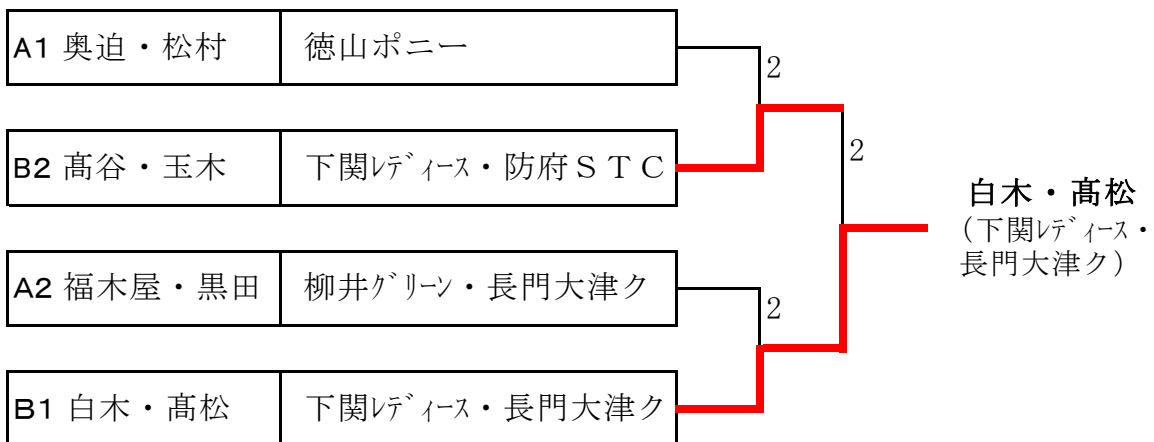 A1 奥迫・松村 徳山ポニー
2
B2 髙谷・玉木 下関ﾚﾃﾞｨｰｽ・防府ＳＴＣ
2
白木・髙松
（下関ﾚﾃﾞｨｰｽ・
長門大津ク）
A2 福木屋・黒田 柳井ｸﾞﾘｰﾝ・長門大津ク
2
B1 白木・髙松 下関ﾚﾃﾞｨｰｽ・長門大津ク